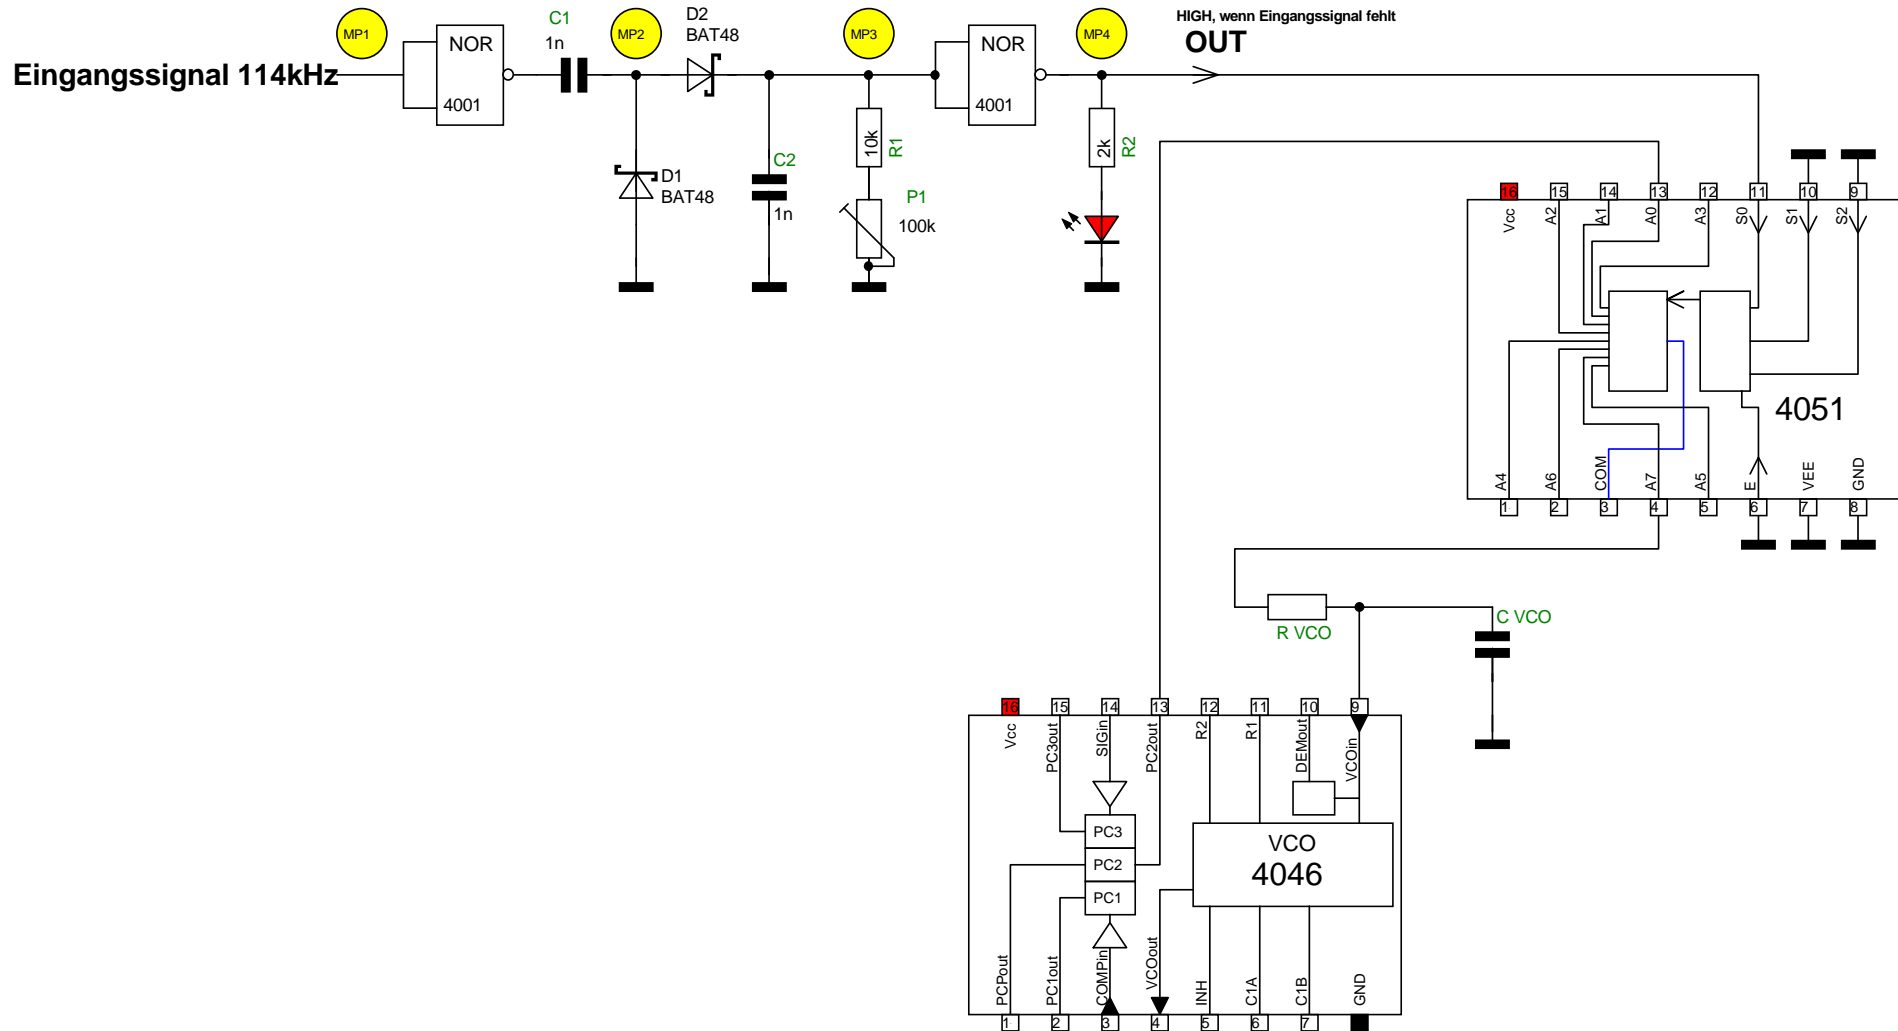 HIGH, wenn Eingangssignal fehlt
OUT
Eingangssignal 114kHz
MP1
NOR
4001
C1
1n
MP2
D2
BAT48
D1
BAT48
C2
1n
MP3
10k
R1
P1
100k
NOR
4001
MP4
2k
R2
16
15
14
13
12
11
10
9
Vcc
A2
A1
A0
A3
S0
S1
S2
4051
A4
A6
COM
A7
A5
E
VEE
GND
1
2
3
4
5
6
7
8
R VCO
C VCO
16
15
14
13
12
11
10
9
Vcc
PC3out
SIGin
PC2out
R2
R1
DEMout
VCOin
PC3
PC2
PC1
VCO
4046
PCPout
PC1out
COMPin
VCOout
INH
C1A
C1B
GND
1
2
3
4
5
6
7